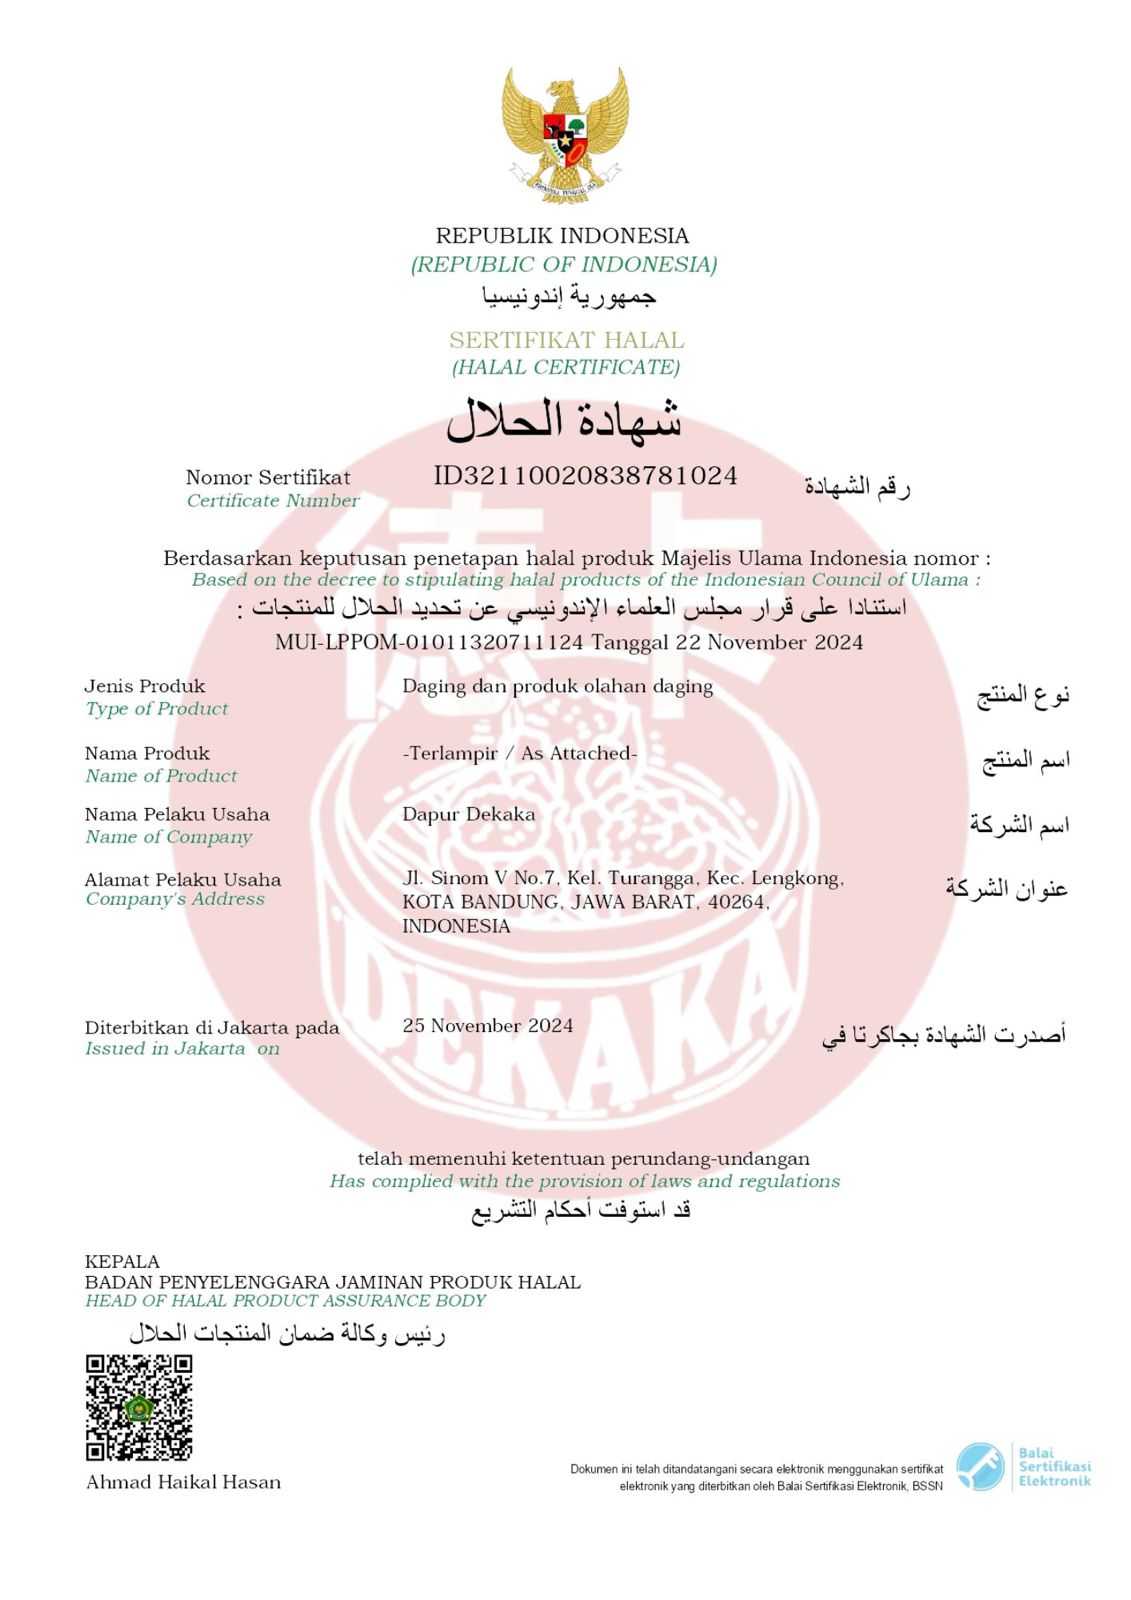 REPUBLIK INDONESIA
(REPUBLIC OF INDONESIA)
جمهورية إندونيسيا
SERTIFIKAT HALAL
(HALAL CERTIFICATE)
شهادة الحلال
Nomor Sertifikat ID32110020838781024 رقم الشهادة
Certificate Number
德卡
Berdasarkan keputusan penetapan halal produk Majelis Ulama Indonesia nomor :
Based on the decree to stipulating halal products of the Indonesian Council of Ulama :
استنادا على قرار مجلس العلماء الإندونيسي عن تحديد الحلال للمنتجات :
MUI-LPPOM-01011320711124 Tanggal 22 November 2024
Jenis Produk Daging dan produk olahan daging نوع المنتج
Type of Product
Nama Produk -Terlampir / As Attached- اسم المنتج
Name of Product
Nama Pelaku Usaha Dapur Dekaka اسم الشركة
Name of Company
Alamat Pelaku Usaha Jl. Sinom V No.7, Kel. Turangga, Kec. Lengkong, عنوان الشركة
Company's Address KOTA BANDUNG, JAWA BARAT, 40264,
INDONESIA
DEKAKA
Diterbitkan di Jakarta pada 25 November 2024 أصدرت الشهادة بجاكرتا في
Issued in Jakarta on
telah memenuhi ketentuan perundang-undangan
Has complied with the provision of laws and regulations
قد استوفت أحكام التشريع
KEPALA
BADAN PENYELENGGARA JAMINAN PRODUK HALAL
HEAD OF HALAL PRODUCT ASSURANCE BODY
رئيس وكالة ضمان المنتجات الحلال
Ahmad Haikal Hasan
Dokumen ini telah ditandatangani secara elektronik menggunakan sertifikat
elektronik yang diterbitkan oleh Balai Sertifikasi Elektronik, BSSN
Balai
Sertifikasi
Elektronik